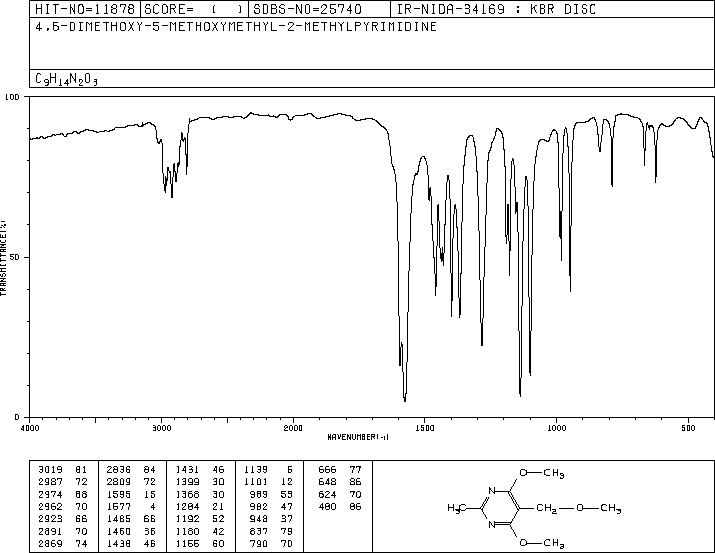 HIT-NO=11878 SCORE= ( ) SDBS-NO=25740 IR-NIDA-34169 : KBR DISC
4,6-DIMETHOXY-5-METHOXYMETHYL-2-METHYLPYRIMIDINE
C9H14N2O3
100
50
0
TRANSMITTANCE(%)
4000 3000 2000 1500 1000 500
WAVENUMBER(-1)
3019 81 2836 84 1431 46 1139 6 666 77
2987 72 2809 72 1399 30 1101 12 648 86
2974 68 1595 15 1368 30 989 53 624 70
2962 70 1577 4 1284 21 982 47 480 86
2923 66 1485 66 1192 52 948 37
2891 70 1460 36 1180 42 837 79
2869 74 1438 46 60 790 70
O—CH3
N
H3C CH2—O—CH3
N
O—CH3